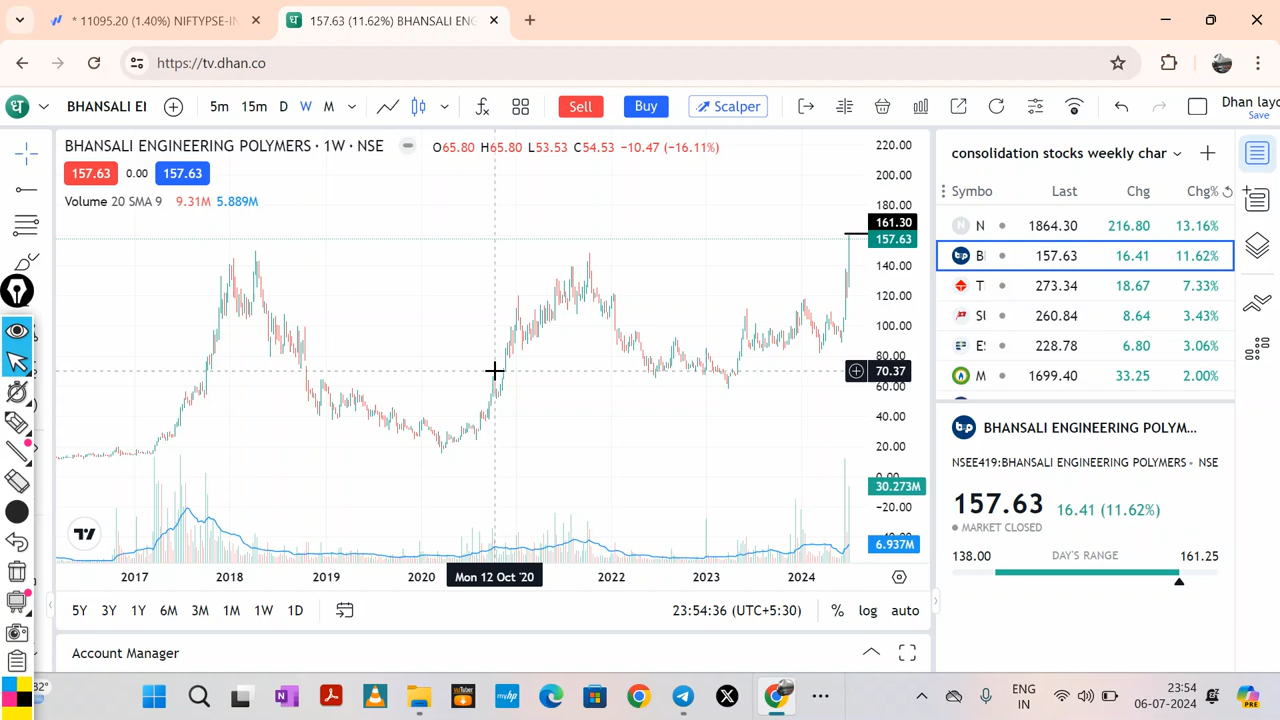 * 11095.20 (1.40%) NIFTYPSE-IN
157.63 (11.62%) BHANSALI ENG
https://tv.dhan.co
ध
BHANSALI EI
5m 15m D W M
Sell Buy Scalper
Dhan layo
Save
BHANSALI ENGINEERING POLYMERS · 1W · NSE
O65.80 H65.80 L53.53 C54.53 −10.47 (−16.11%)
157.63 0.00 157.63
Volume 20 SMA 9 9.31M 5.889M
220.00
200.00
180.00
161.30
157.63
140.00
120.00
100.00
80.00
70.37
60.00
40.00
20.00
0.00
30.273M
−20.00
6.937M
2017 2018 2019 2020 Mon 12 Oct '20 2022 2023 2024
5Y 3Y 1Y 6M 3M 1M 1W 1D
23:54:36 (UTC+5:30) % log auto
Account Manager
consolidation stocks weekly char
Symbo Last Chg Chg%
N 1864.30 216.80 13.16%
B 157.63 16.41 11.62%
T 273.34 18.67 7.33%
SI 260.84 8.64 3.43%
E 228.78 6.80 3.06%
M 1699.40 33.25 2.00%
BHANSALI ENGINEERING POLYM...
NSEE419:BHANSALI ENGINEERING POLYMERS • NSE
157.63 16.41 (11.62%)
MARKET CLOSED
138.00 DAY'S RANGE 161.25
ENG
IN
23:54
06-07-2024
PRE